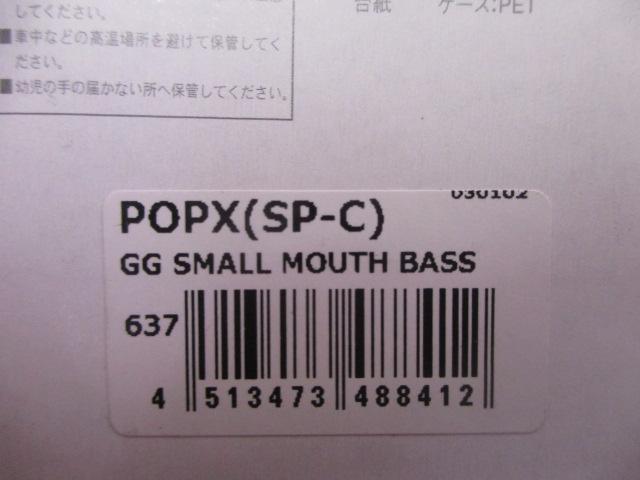 してください。
■車中などの高温場所を避けて保管してく
ださい。
■幼児の手の届かない所へ保管してください。
台紙 ケース:PET
030102
POPX(SP-C)
GG SMALL MOUTH BASS
637
4 513473 488412